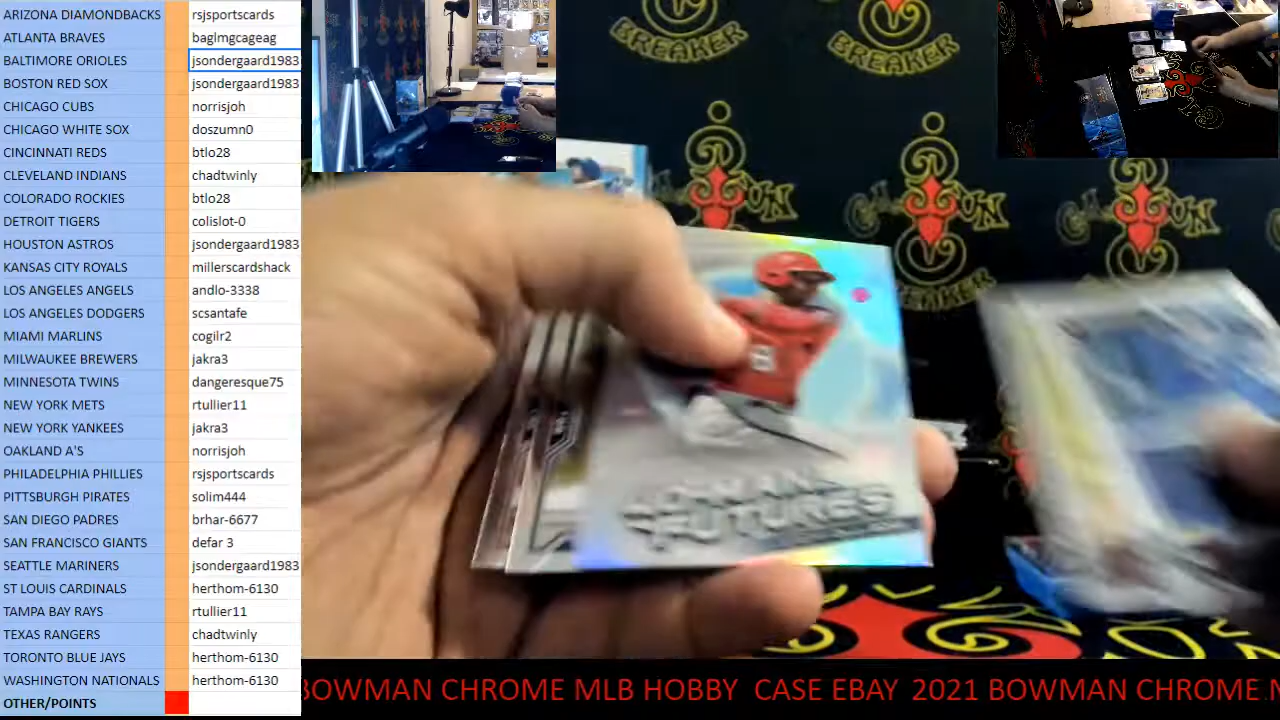 ARIZONA DIAMONDBACKS rsjsportscards
ATLANTA BRAVES baglmgcageag
BALTIMORE ORIOLES jsondergaard1983
BOSTON RED SOX jsondergaard1983
CHICAGO CUBS norrisjoh
CHICAGO WHITE SOX doszumn0
CINCINNATI REDS btlo28
CLEVELAND INDIANS chadtwinly
COLORADO ROCKIES btlo28
DETROIT TIGERS colislot-0
HOUSTON ASTROS jsondergaard1983
KANSAS CITY ROYALS millerscardshack
LOS ANGELES ANGELS andlo-3338
LOS ANGELES DODGERS scsantafe
MIAMI MARLINS cogiir2
MILWAUKEE BREWERS jakra3
MINNESOTA TWINS dangeresque75
NEW YORK METS rtullier11
NEW YORK YANKEES jakra3
OAKLAND A'S norrisjoh
PHILADELPHIA PHILLIES rsjsportscards
PITTSBURGH PIRATES solim444
SAN DIEGO PADRES brhar-6677
SAN FRANCISCO GIANTS defar 3
SEATTLE MARINERS jsondergaard1983
ST LOUIS CARDINALS herthom-6130
TAMPA BAY RAYS rtullier11
TEXAS RANGERS chadtwinly
TORONTO BLUE JAYS herthom-6130
WASHINGTON NATIONALS herthom-6130
OTHER/POINTS
BREAKER
BREAKER
BREAKER
BOWMAN
FUTURES
BOWMAN CHROME MLB HOBBY CASE EBAY 2021 BOWMAN CHROME